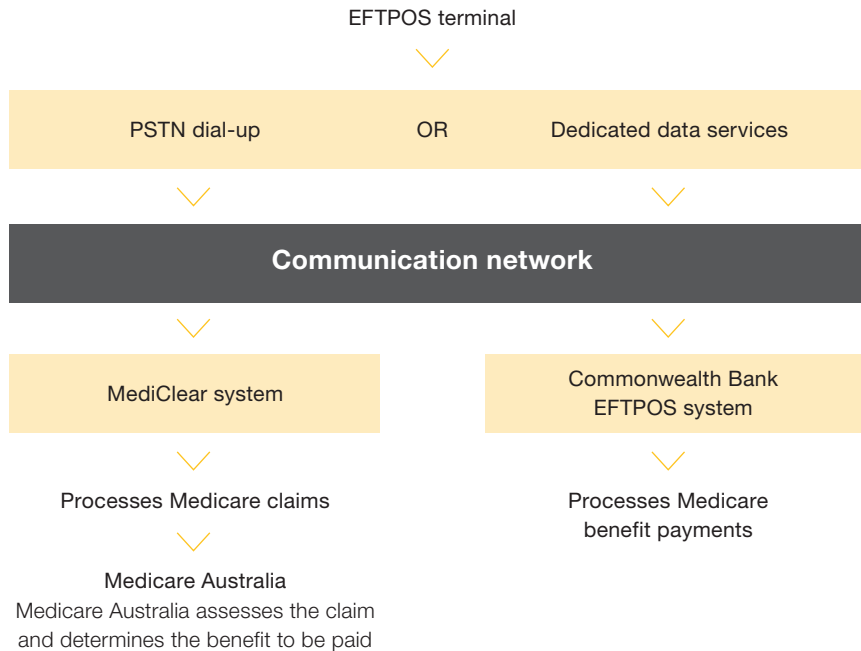 EFTPOS terminal
PSTN dial-up OR Dedicated data services
Communication network
MediClear system
Commonwealth Bank
EFTPOS system
Processes Medicare claims
Processes Medicare
benefit payments
Medicare Australia
Medicare Australia assesses the claim
and determines the benefit to be paid